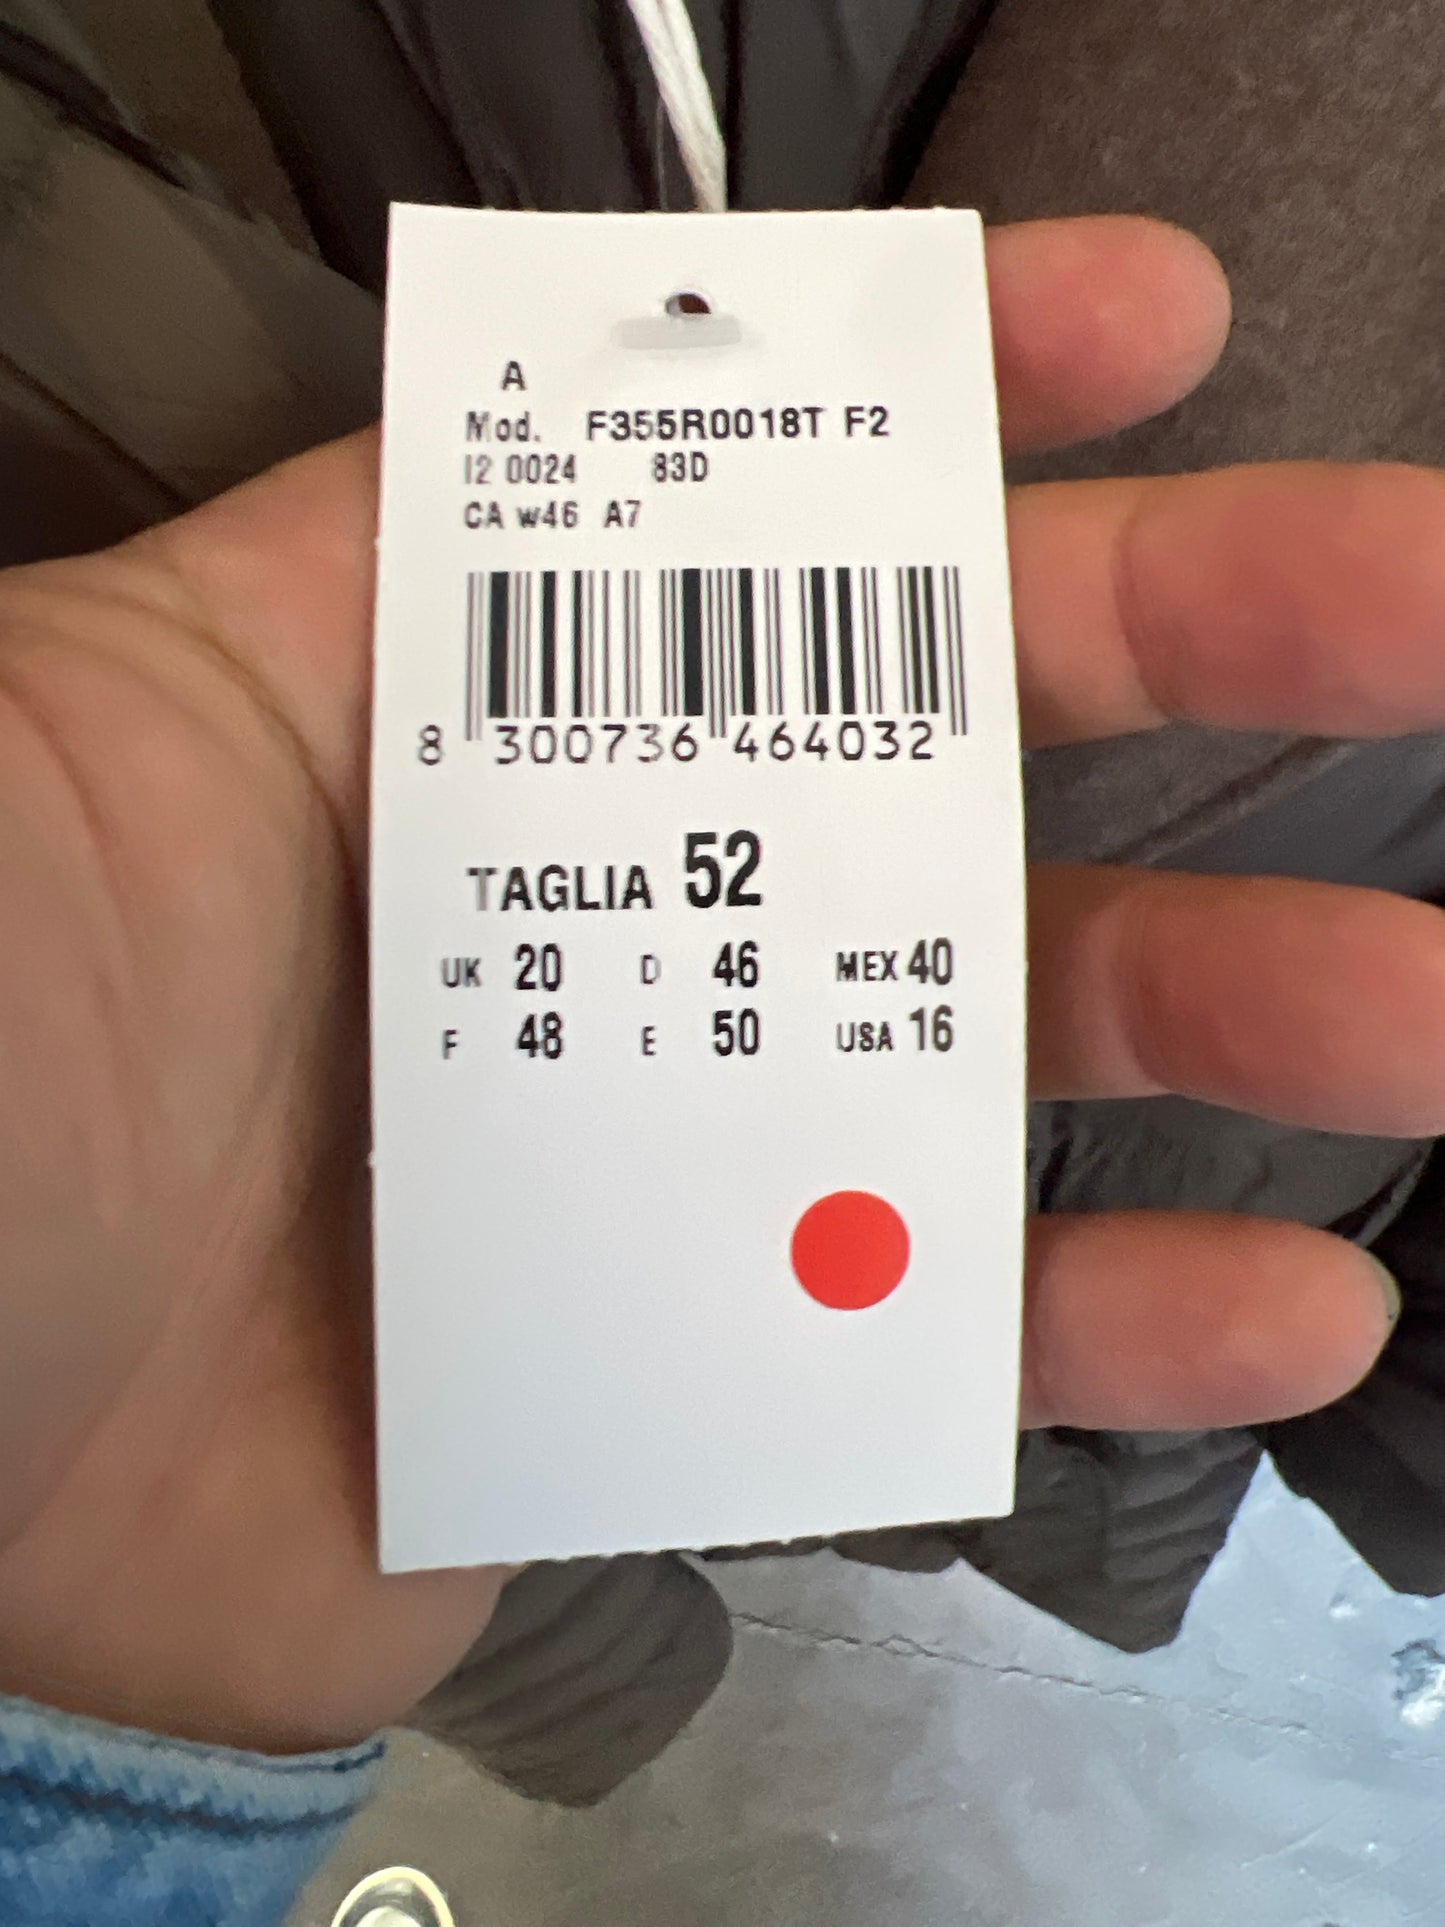 A
Mod. F355R0018T F2
I2 0024 83D
CA w46 A7
8 300736 464032
TAGLIA 52
UK 20 D 46 MEX 40
F 48 E 50 USA 16